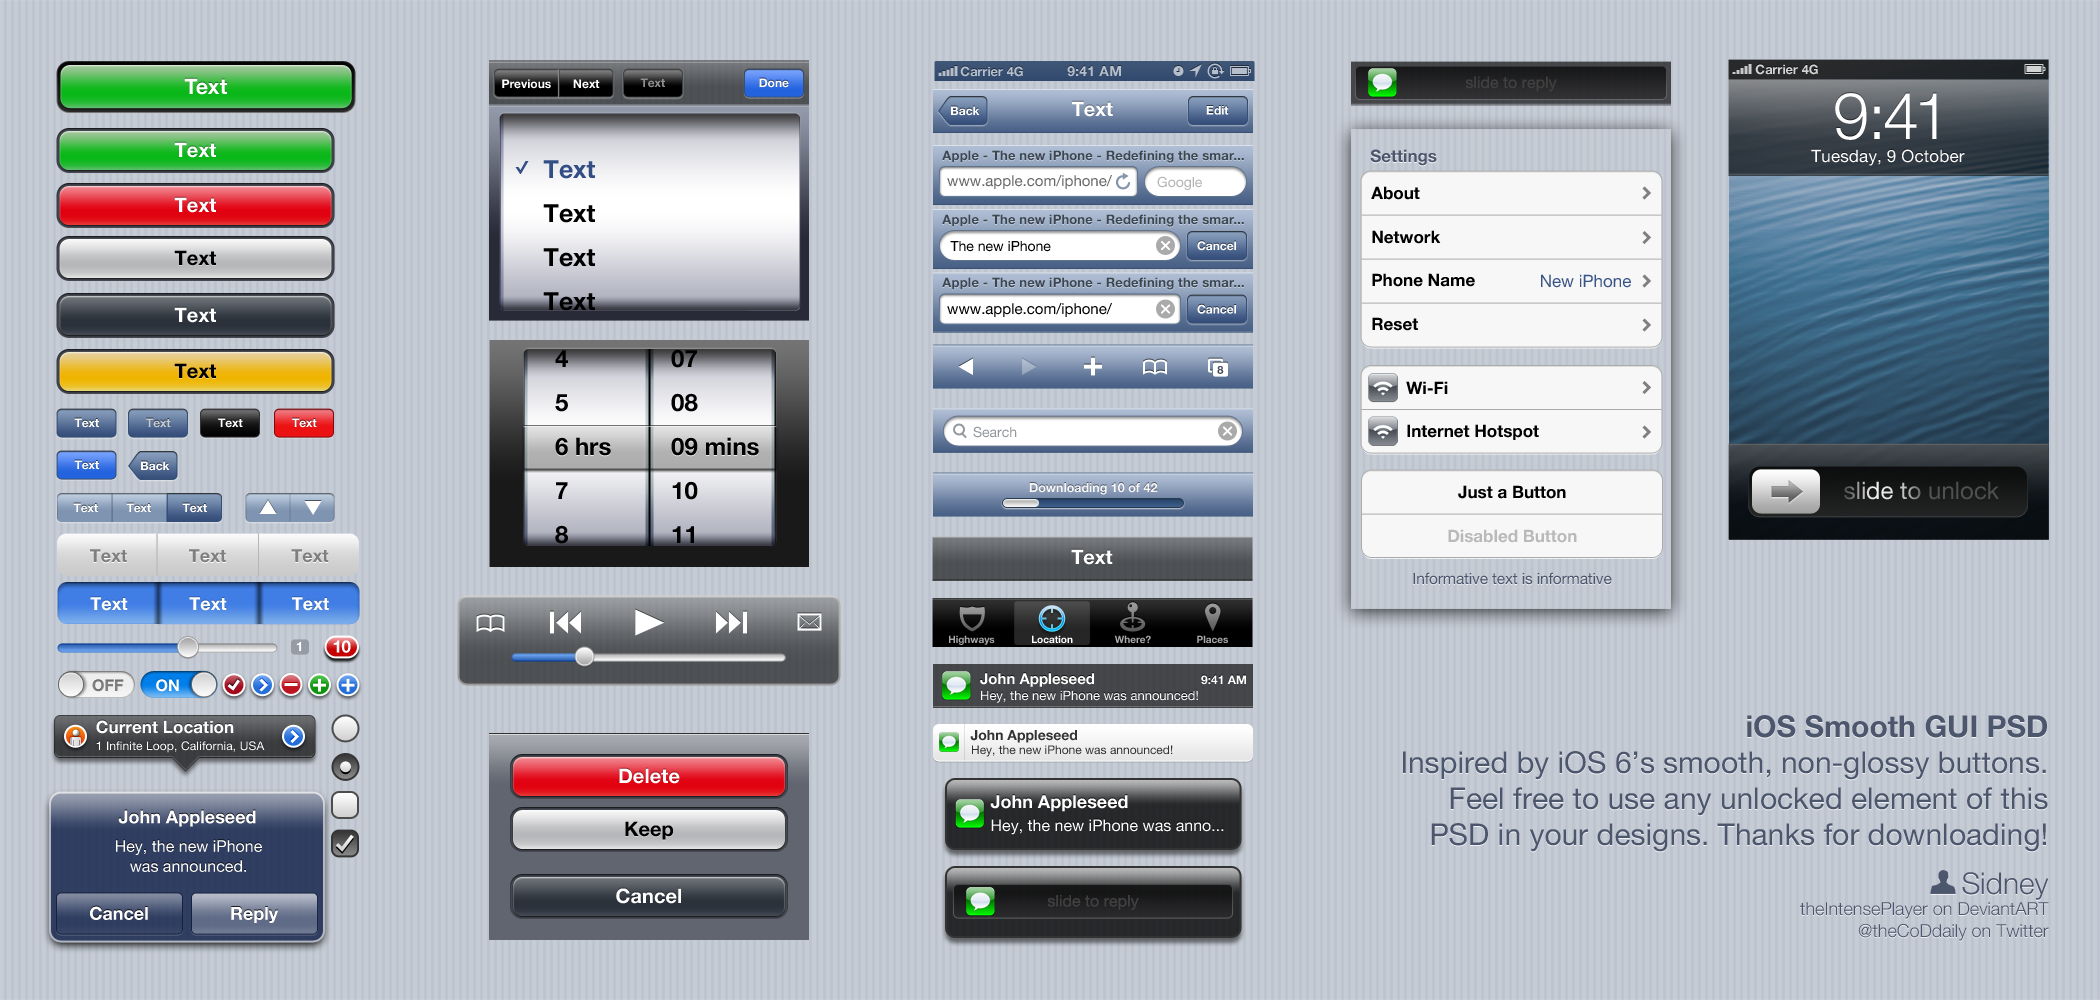 Text
Text
Text
Text
Text
Text
Text Text Text Text
Text Back
Text Text Text
Text Text Text
Text Text Text
1 10
OFF ON
Current Location
1 Infinite Loop, California, USA
John Appleseed
Hey, the new iPhone
was announced.
Cancel Reply
Previous Next Text Done
Text
Text
Text
Text
4 07
5 08
6 hrs 09 mins
7 10
8 11
Delete
Keep
Cancel
Carrier 4G 9:41 AM
Back Text Edit
Apple - The new iPhone - Redefining the smar...
www.apple.com/iphone/ Google
Apple - The new iPhone - Redefining the smar...
The new iPhone Cancel
Apple - The new iPhone - Redefining the smar...
www.apple.com/iphone/ Cancel
8
Search
Downloading 10 of 42
Text
Highways Location Where? Places
John Appleseed 9:41 AM
Hey, the new iPhone was announced!
John Appleseed
Hey, the new iPhone was announced!
John Appleseed
Hey, the new iPhone was anno...
slide to reply
slide to reply
Settings
About
Network
Phone Name New iPhone
Reset
Wi-Fi
Internet Hotspot
Just a Button
Disabled Button
Informative text is informative
Carrier 4G
9:41
Tuesday, 9 October
slide to unlock
iOS Smooth GUI PSD
Inspired by iOS 6's smooth, non-glossy buttons.
Feel free to use any unlocked element of this
PSD in your designs. Thanks for downloading!
Sidney
theIntensePlayer on DeviantART
@theCoDdaily on Twitter